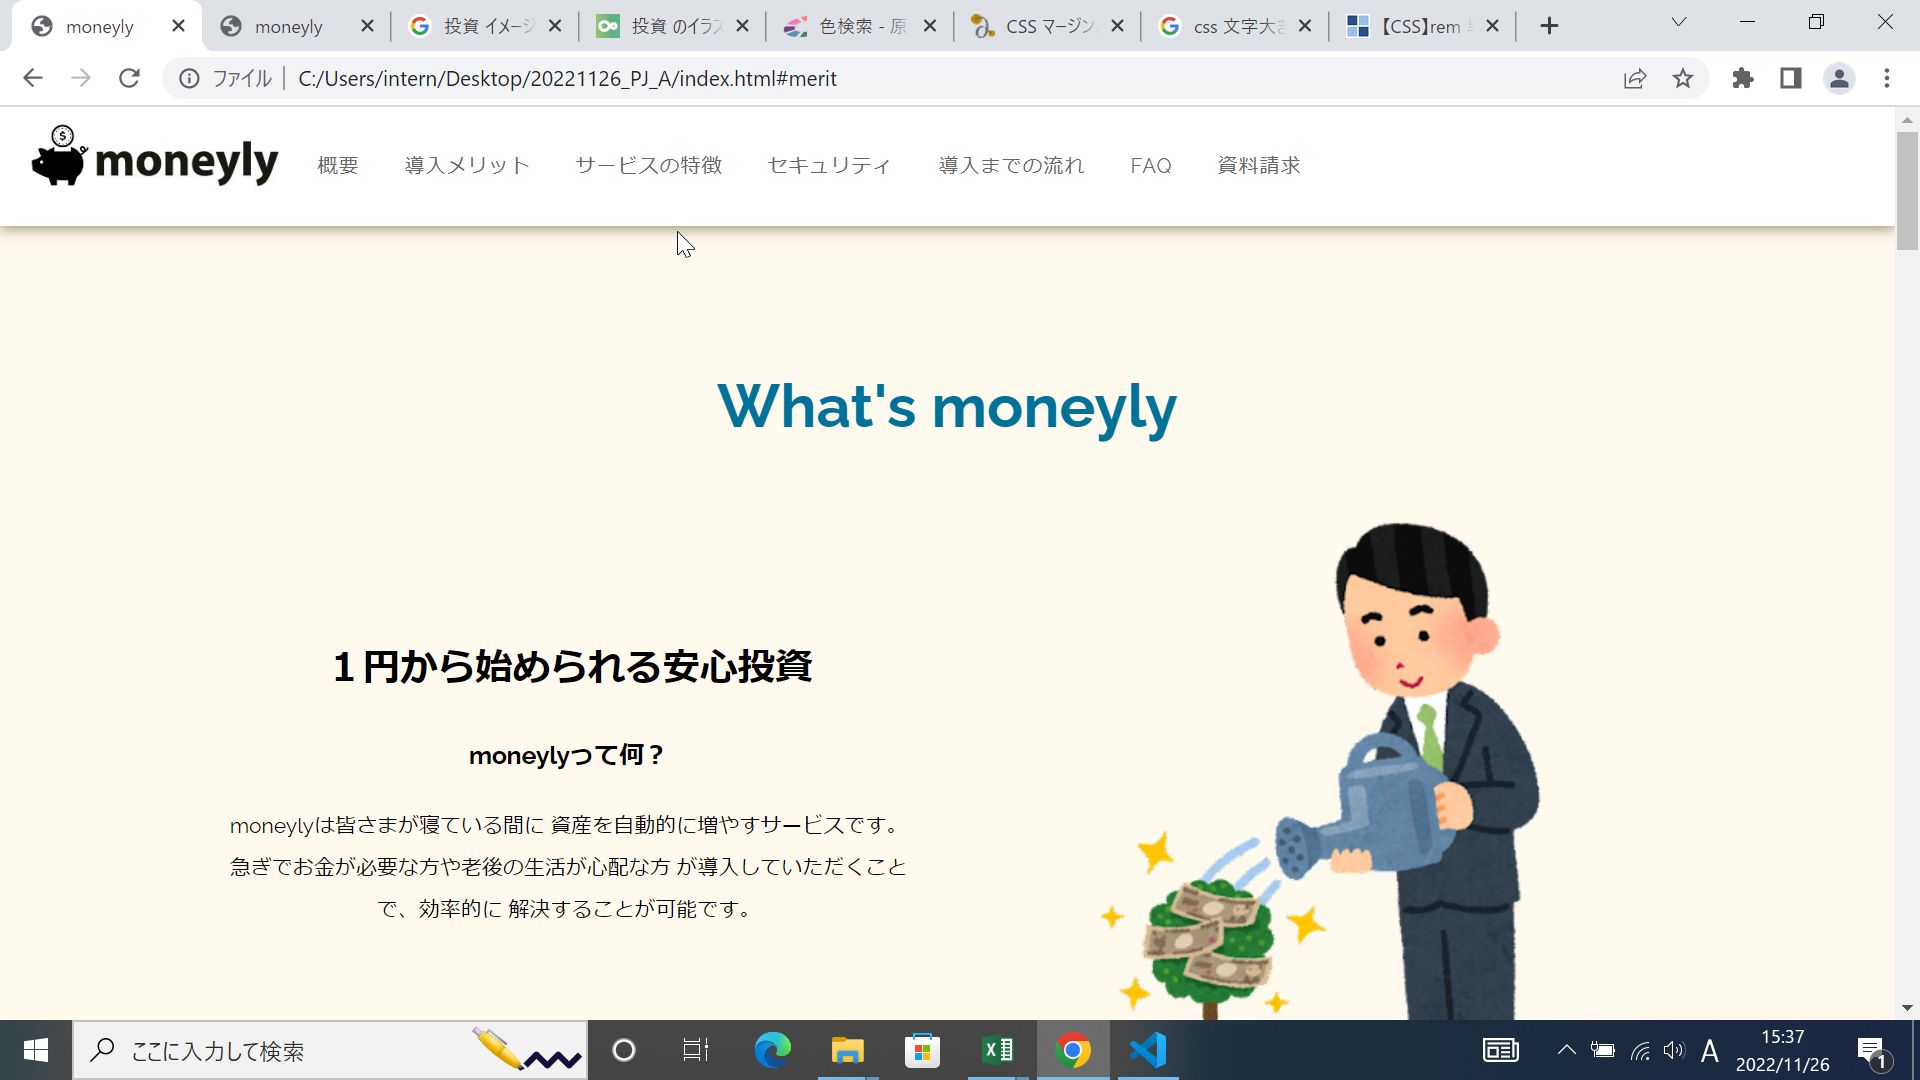 moneyly
moneyly
投資 イメージ
投資 のイラス
色検索 - 原
CSS マージン
css 文字大き
【CSS】rem
ファイル C:/Users/intern/Desktop/20221126_PJ_A/index.html#merit
moneyly 概要 導入メリット サービスの特徴 セキュリティ 導入までの流れ FAQ 資料請求
What's moneyly
１円から始められる安心投資
moneylyって何？
moneylyは皆さまが寝ている間に 資産を自動的に増やすサービスです。
急ぎでお金が必要な方や老後の生活が心配な方 が導入していただくこと
で、効率的に 解決することが可能です。
ここに入力して検索
A
15:37
2022/11/26
1